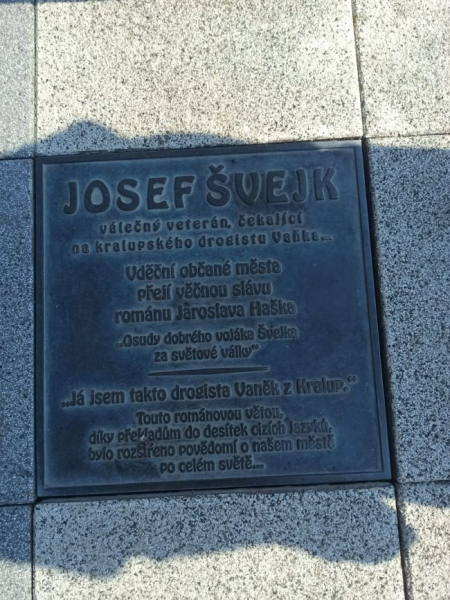 JOSEF ŠVEJK
válečný veterán, čekající
na kralupského drogistu Vaňka...
Vděční občané města
přejí věčnou slávu
románu Jaroslava Haška
„Osudy dobrého vojáka Švejka
za světové války“
„Já jsem takto drogista Vaněk z Kralup.“
Touto románovou větou,
díky překladům do desítek cizích jazyků,
bylo rozšířeno povědomí o našem městě
po celém světě...